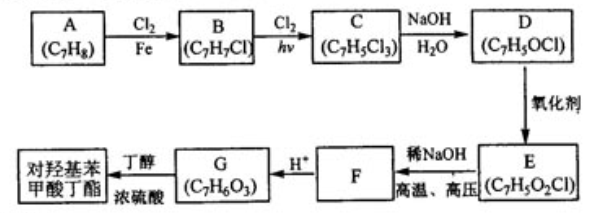 A
(C₇H₈)
Cl₂
Fe
B
(C₇H₇Cl)
Cl₂
hν
C
(C₇H₅Cl₃)
NaOH
H₂O
D
(C₇H₅OCl)
氧化剂
E
(C₇H₅O₂Cl)
稀NaOH
高温、高压
F
H⁺
G
(C₇H₆O₃)
丁醇
浓硫酸
对羟基苯
甲酸丁酯